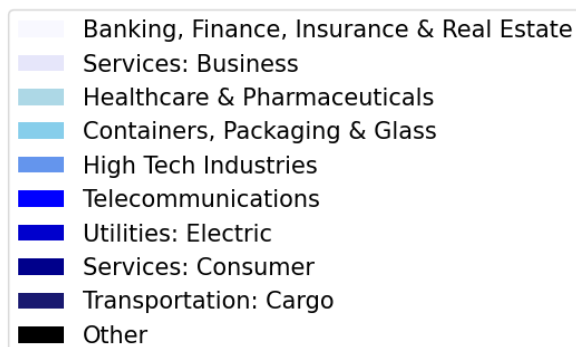 Banking, Finance, Insurance & Real Estate
Services: Business
Healthcare & Pharmaceuticals
Containers, Packaging & Glass
High Tech Industries
Telecommunications
Utilities: Electric
Services: Consumer
Transportation: Cargo
Other